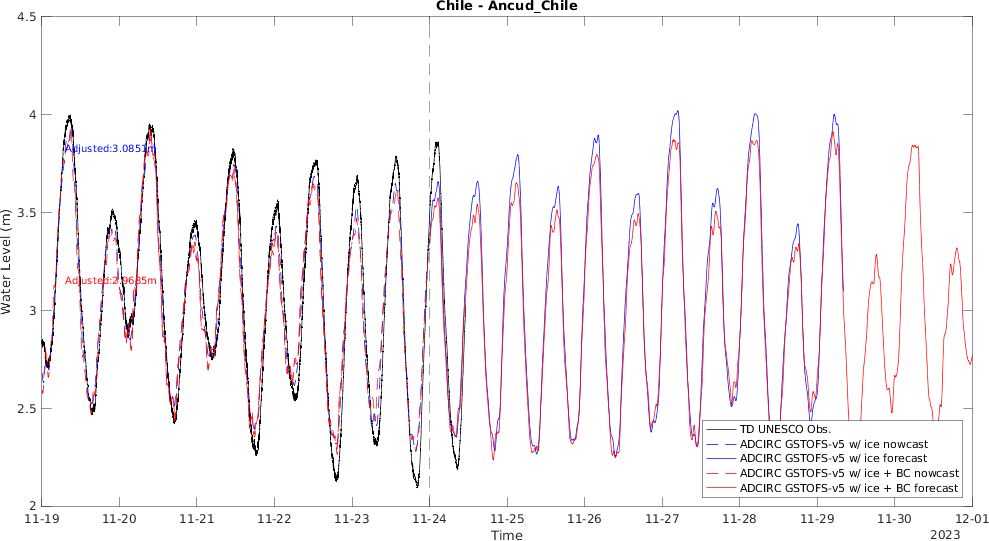 Chile - Ancud_Chile
4.5
4
3.5
3
2.5
2
Water Level (m)
Adjusted:3.0851m
Adjusted:2.9685m
TD UNESCO Obs.
ADCIRC GSTOFS-v5 w/ ice nowcast
ADCIRC GSTOFS-v5 w/ ice forecast
ADCIRC GSTOFS-v5 w/ ice + BC nowcast
ADCIRC GSTOFS-v5 w/ ice + BC forecast
11-19 11-20 11-21 11-22 11-23 11-24 11-25 11-26 11-27 11-28 11-29 11-30 12-01
Time
2023